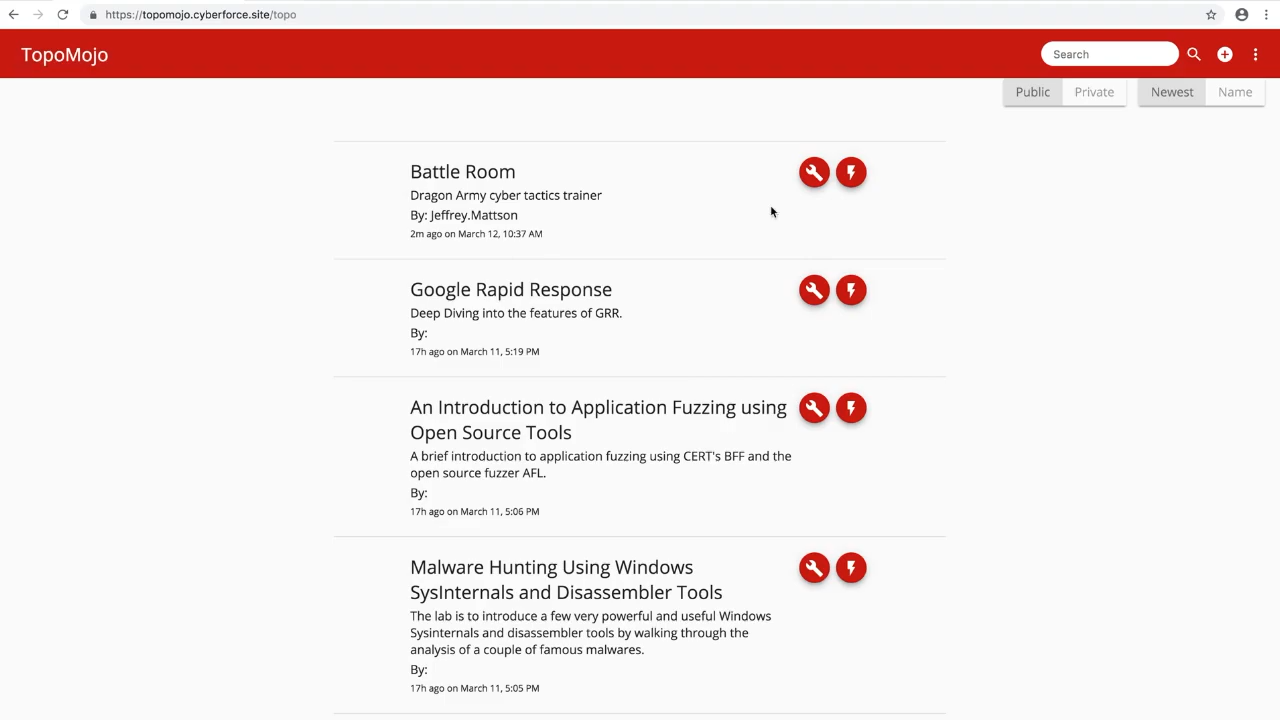 https://topomojo.cyberforce.site/topo
TopoMojo
Search
Public Private Newest Name
Battle Room
Dragon Army cyber tactics trainer
By: Jeffrey.Mattson
2m ago on March 12, 10:37 AM
Google Rapid Response
Deep Diving into the features of GRR.
By:
17h ago on March 11, 5:19 PM
An Introduction to Application Fuzzing using
Open Source Tools
A brief introduction to application fuzzing using CERT's BFF and the
open source fuzzer AFL.
By:
17h ago on March 11, 5:06 PM
Malware Hunting Using Windows
SysInternals and Disassembler Tools
The lab is to introduce a few very powerful and useful Windows
Sysinternals and disassembler tools by walking through the
analysis of a couple of famous malwares.
By:
17h ago on March 11, 5:05 PM